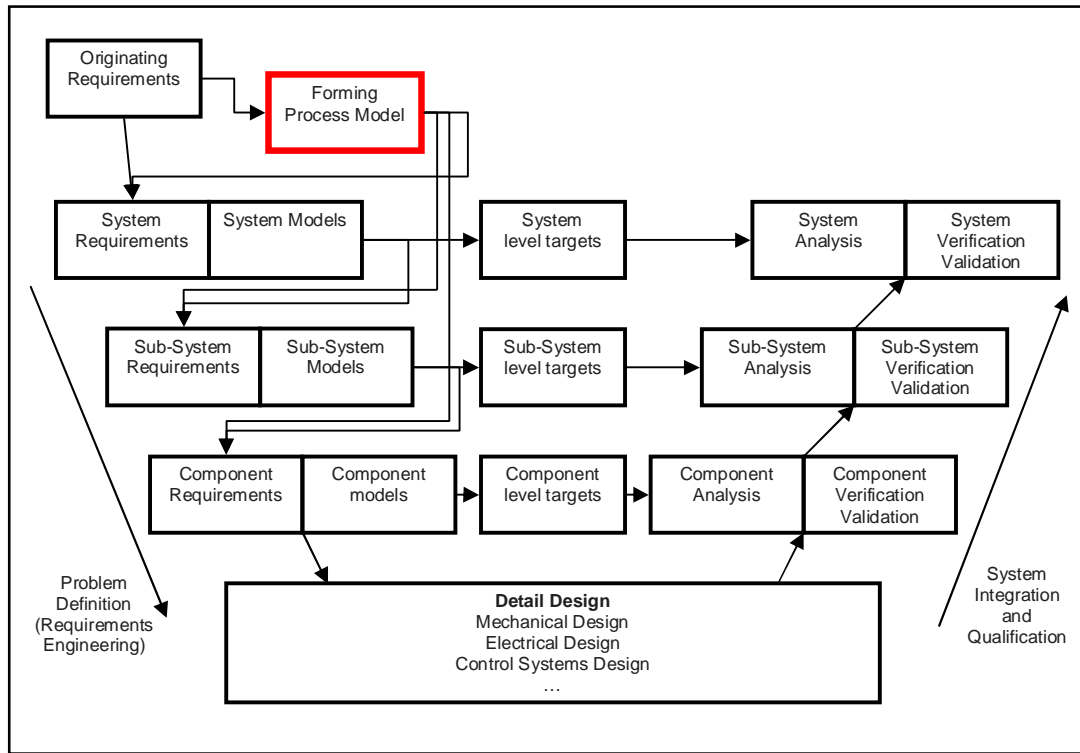 Originating
Requirements
Forming
Process Model
System
Requirements
System Models
System
level targets
System
Analysis
System
Verification
Validation
Sub-System
Requirements
Sub-System
Models
Sub-System
level targets
Sub-System
Analysis
Sub-System
Verification
Validation
Component
Requirements
Component
models
Component
level targets
Component
Analysis
Component
Verification
Validation
Problem
Definition
(Requirements
Engineering)
Detail Design
Mechanical Design
Electrical Design
Control Systems Design
…
System
Integration
and
Qualification